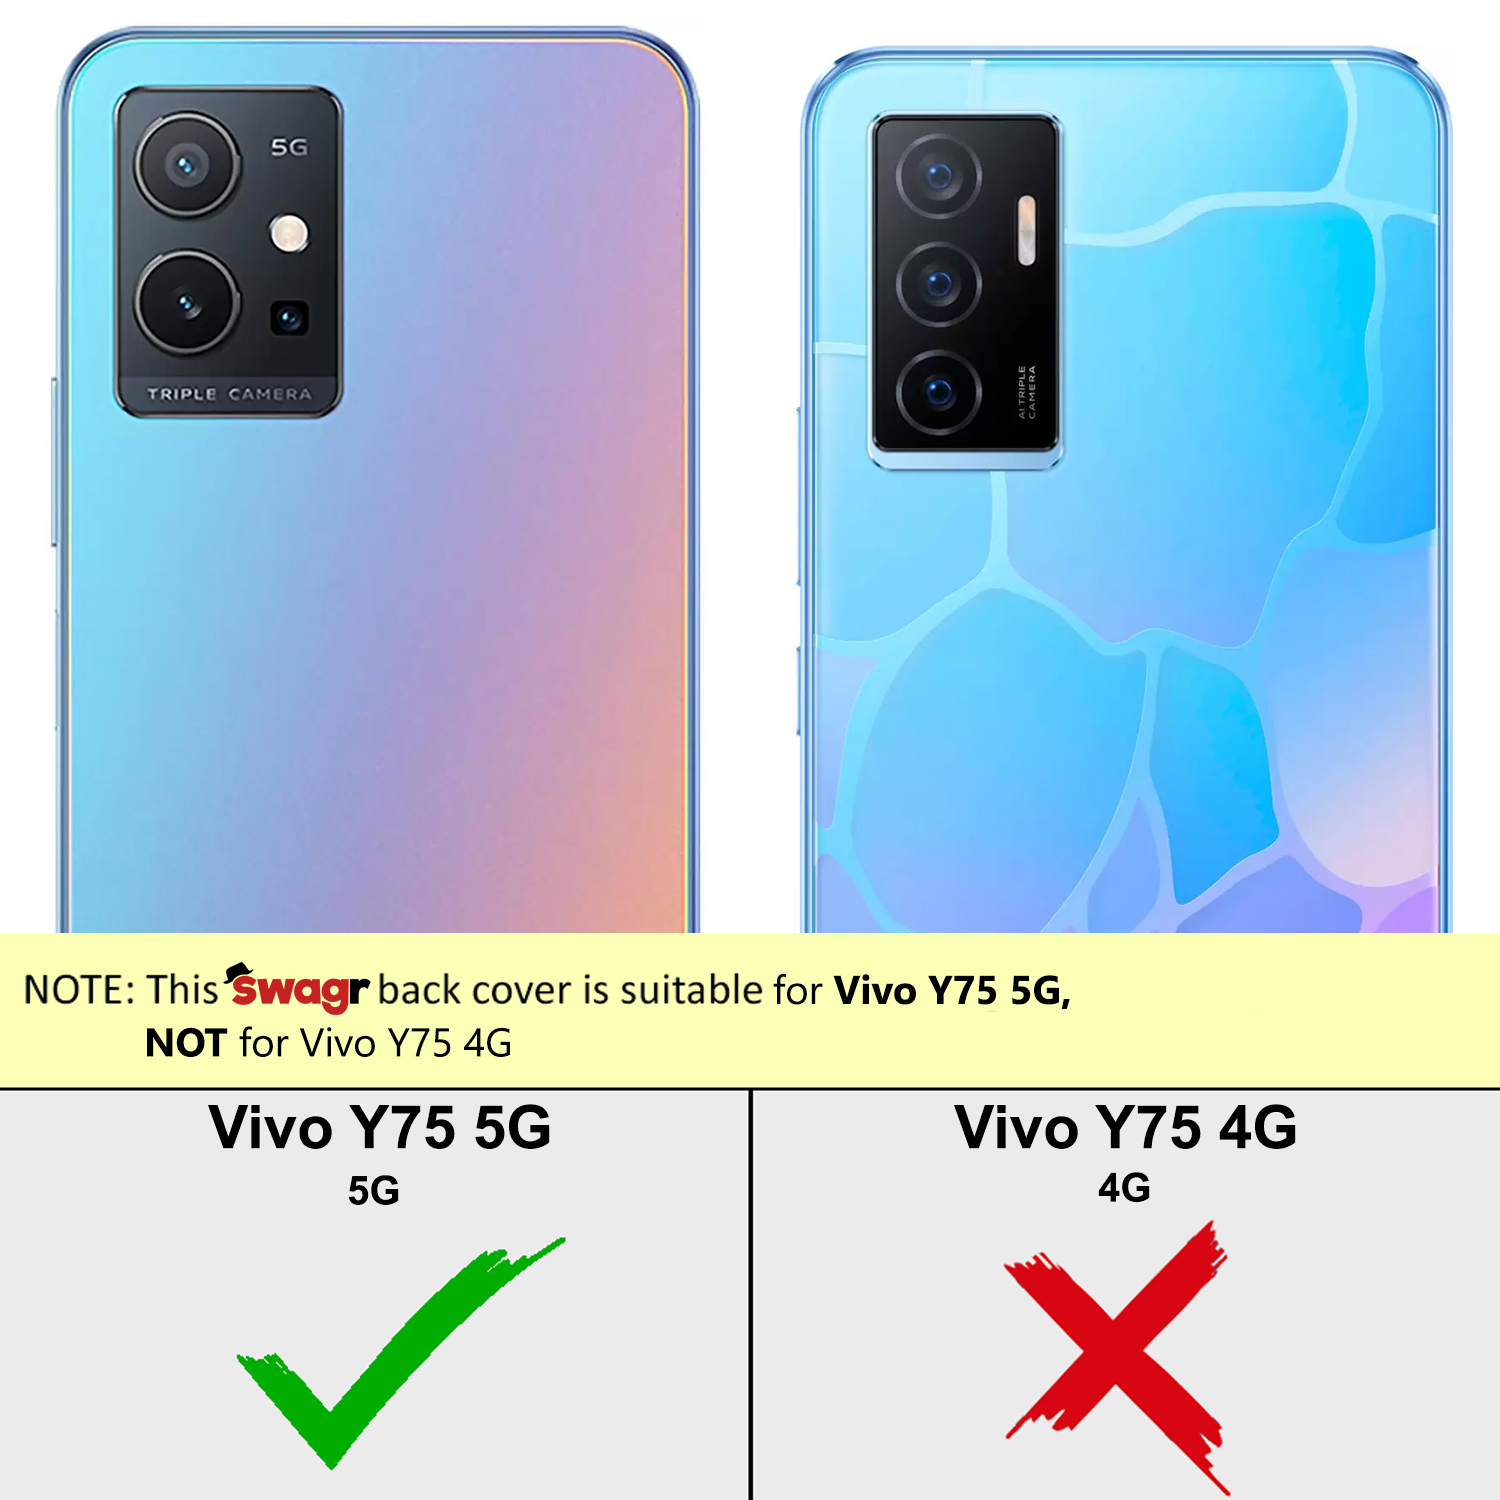 5G
TRIPLE CAMERA
AI TRIPLE
CAMERA
NOTE: This Swagr back cover is suitable for Vivo Y75 5G,
NOT for Vivo Y75 4G
Vivo Y75 5G
5G
Vivo Y75 4G
4G